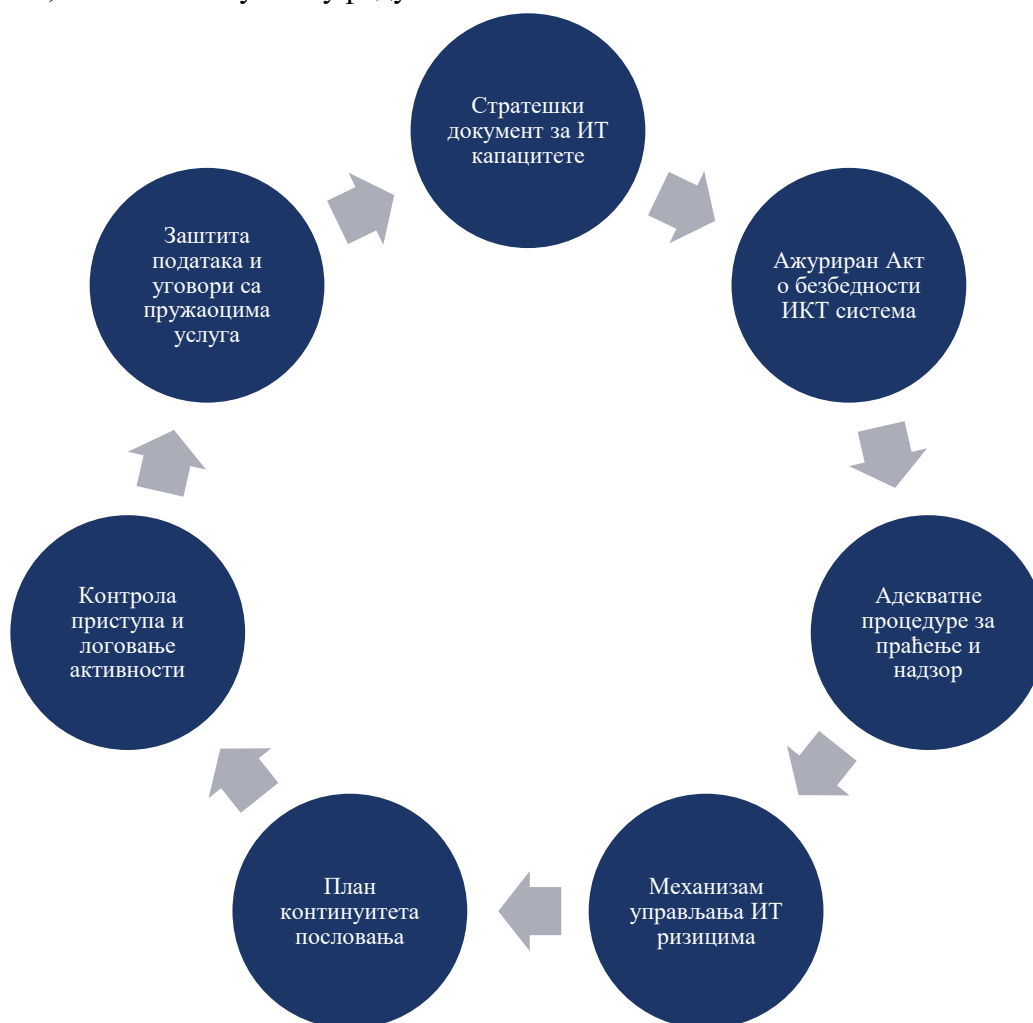 Стратешки
документ за ИТ
капацитете
Ажуриран Акт
о безбедности
ИКТ система
Адекватне
процедуре за
праћење и
надзор
Механизам
управљања ИТ
ризицима
План
континуитета
пословања
Контрола
приступа и
логовање
активности
Заштита
података и
уговори са
пружаоцима
услуга